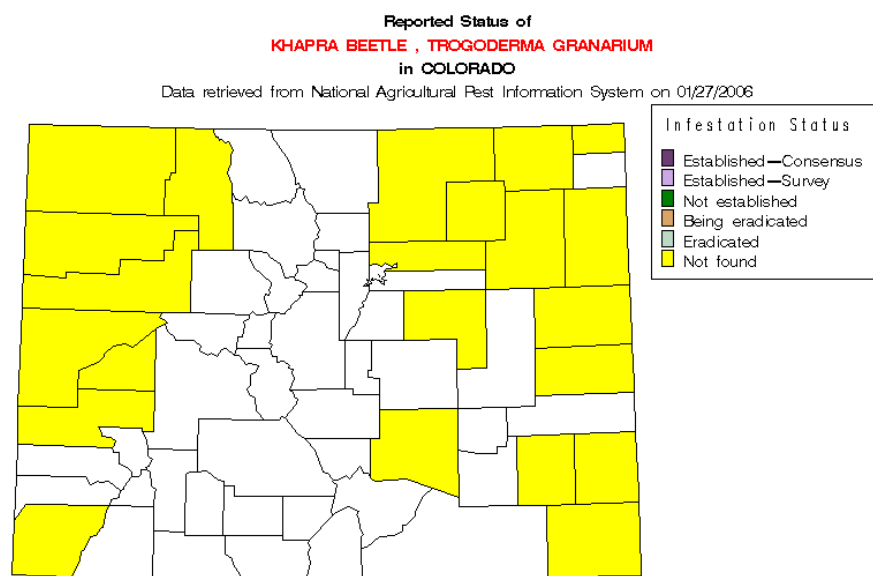 Reported Status of
KHAPRA BEETLE , TROGODERMA GRANARIUM
in COLORADO
Data retrieved from National Agricultural Pest Information System on 01/27/2006
Infestation Status
Established—Consensus
Established—Survey
Not established
Being eradicated
Eradicated
Not found